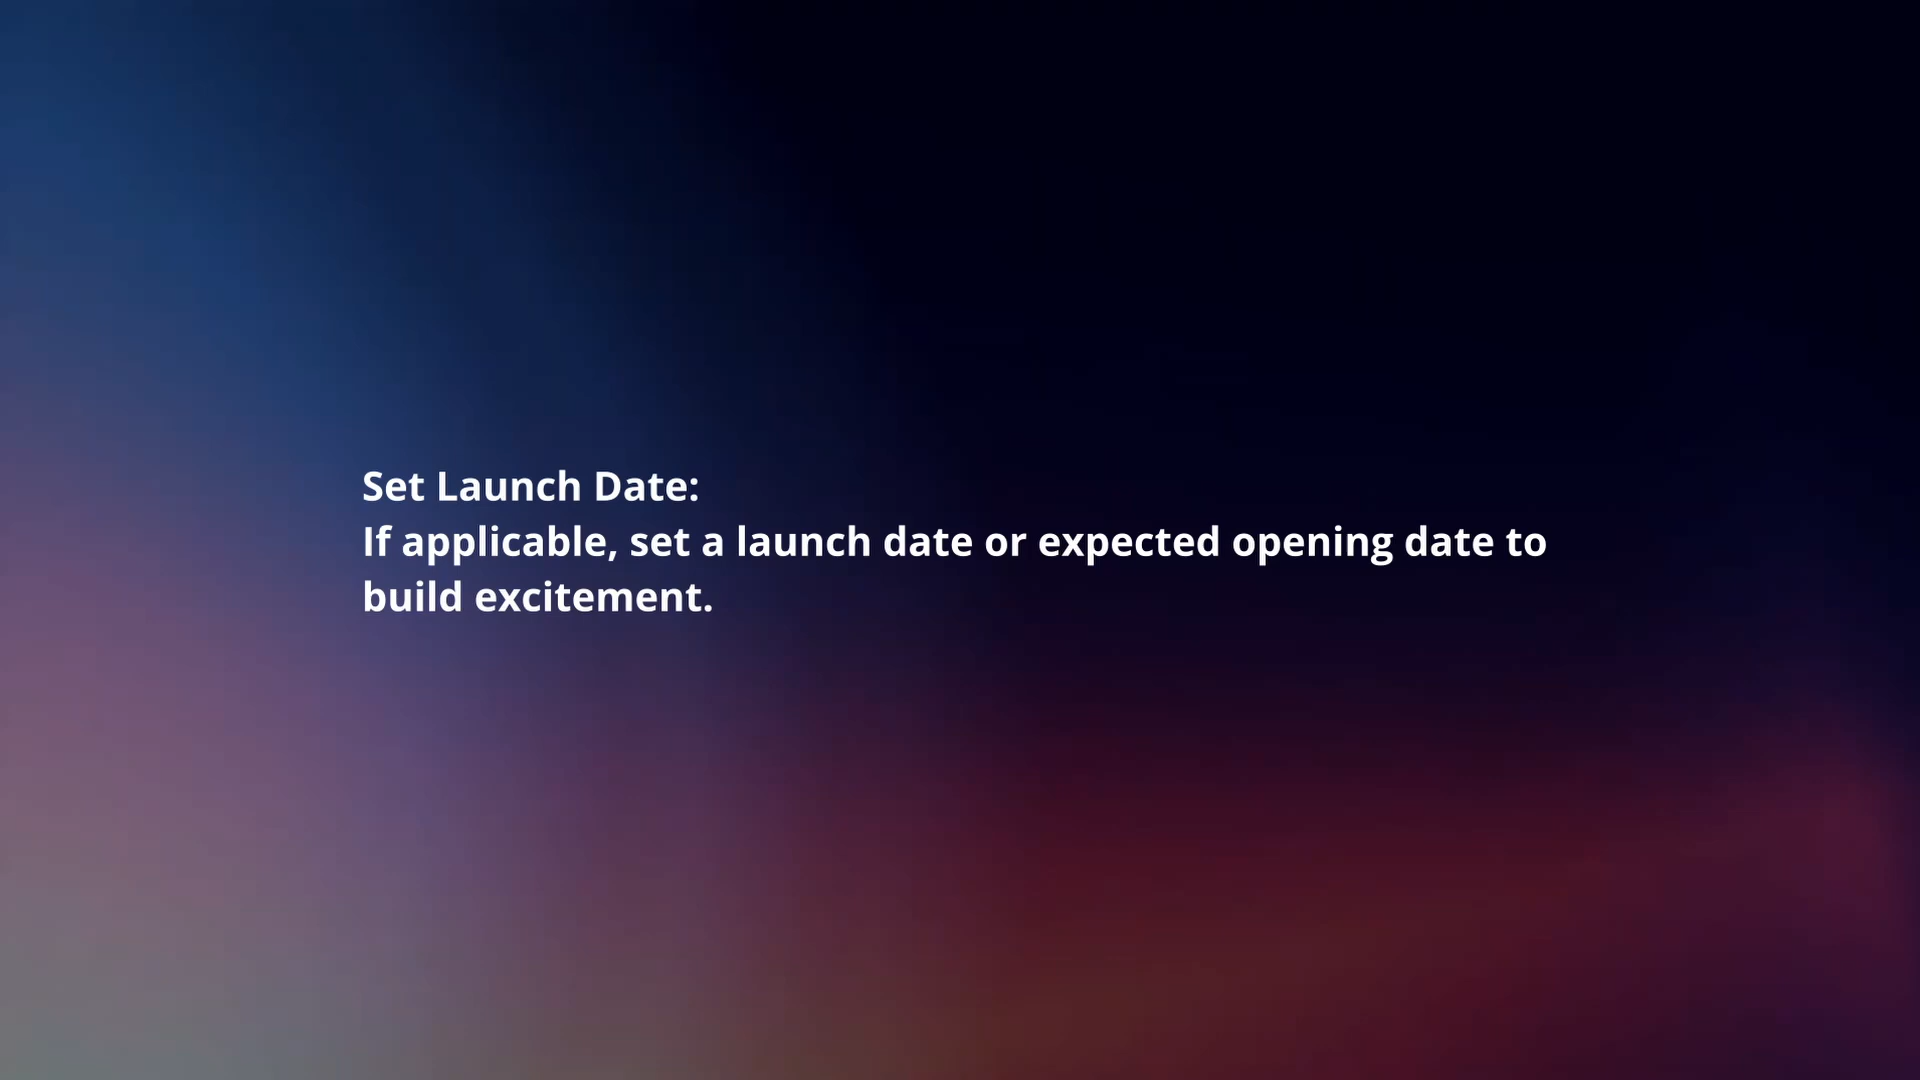 Set Launch Date:
If applicable, set a launch date or expected opening date to
build excitement.